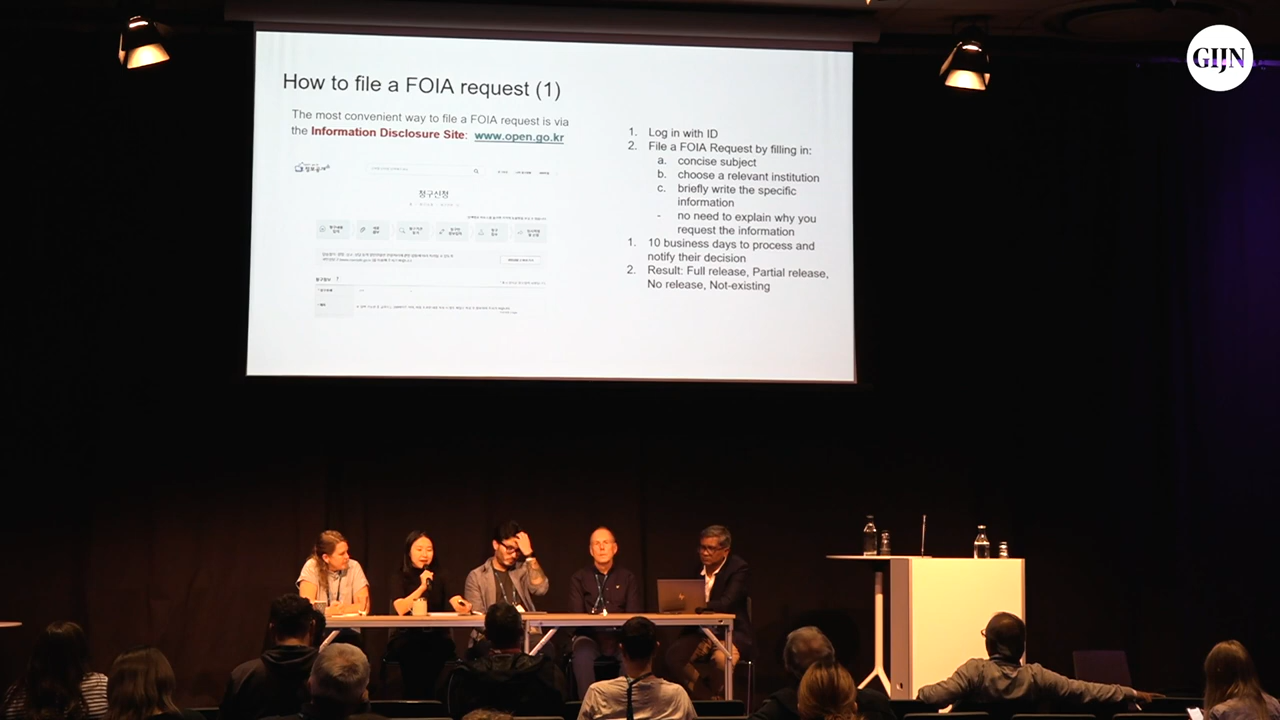 GIJN
How to file a FOIA request (1)
The most convenient way to file a FOIA request is via
the Information Disclosure Site: www.open.go.kr
정보공개
청구신청
1. Log in with ID
2. File a FOIA Request by filling in:
a. concise subject
b. choose a relevant institution
c. briefly write the specific
information
- no need to explain why you
request the information
1. 10 business days to process and
notify their decision
2. Result: Full release, Partial release,
No release, Not-existing